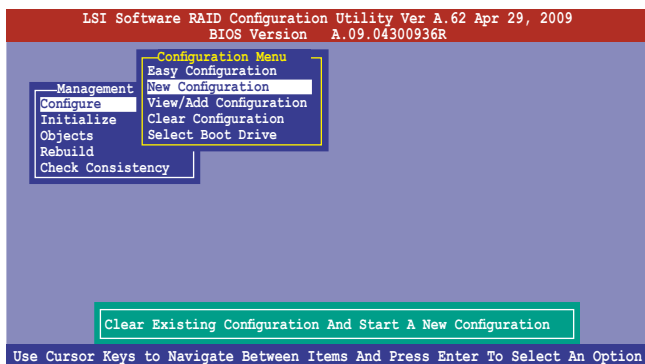 LSI Software RAID Configuration Utility Ver A.62 Apr 29, 2009
BIOS Version A.09.04300936R
Configuration Menu
Easy Configuration
New Configuration
View/Add Configuration
Clear Configuration
Select Boot Drive
Management
Configure
Initialize
Objects
Rebuild
Check Consistency
Clear Existing Configuration And Start A New Configuration
Use Cursor Keys to Navigate Between Items And Press Enter To Select An Option